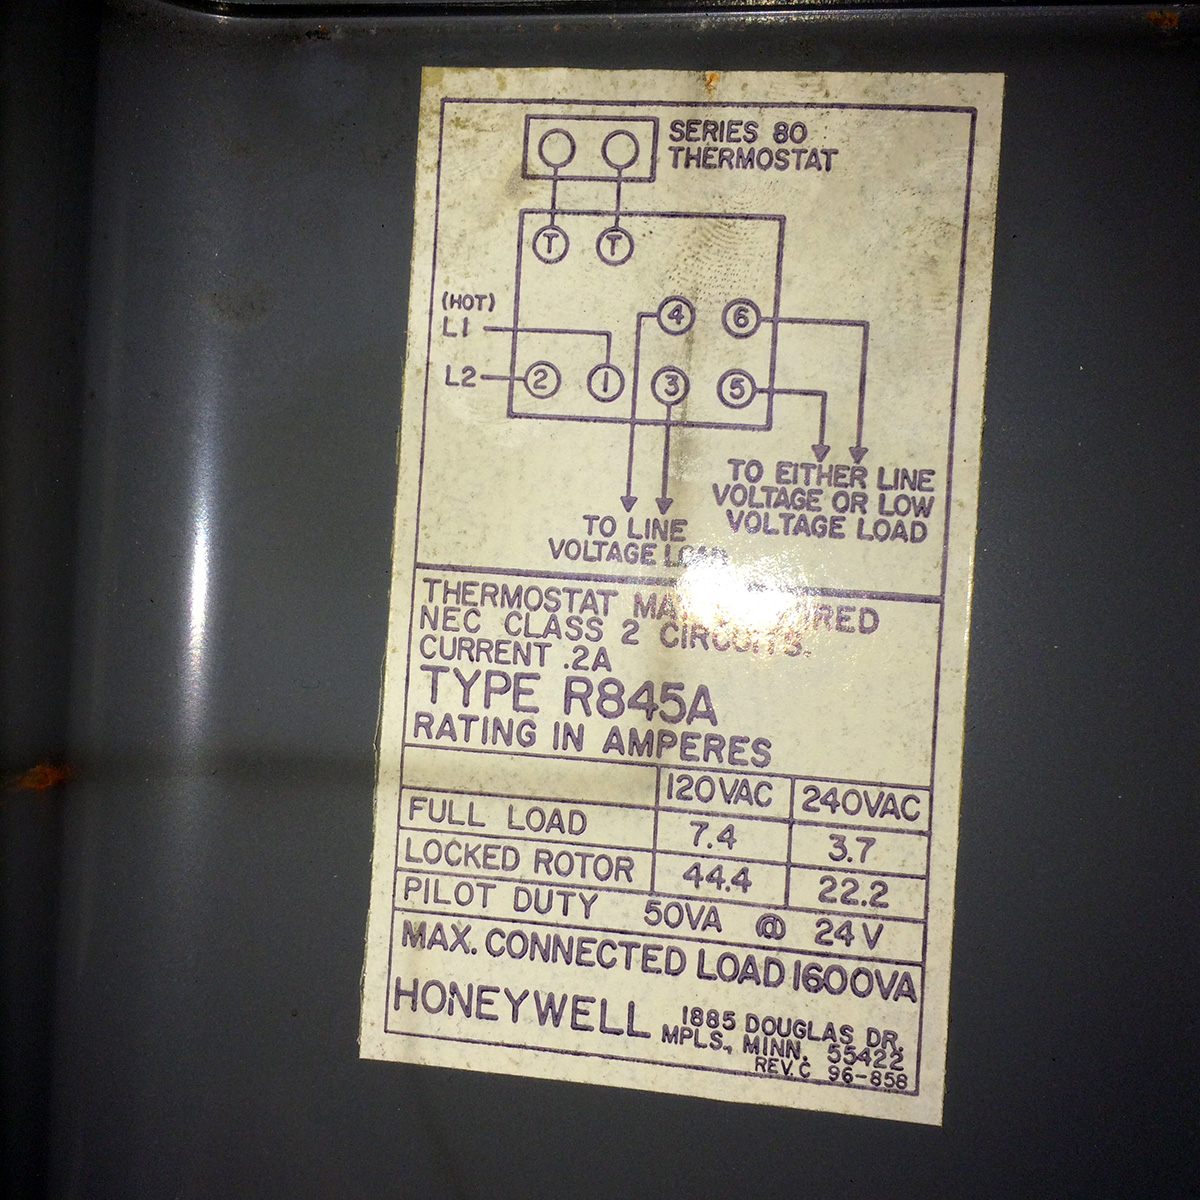 SERIES 80
THERMOSTAT
T T
(HOT)
L1
4 6
L2 2 1 3 5
TO EITHER LINE
VOLTAGE OR LOW
VOLTAGE LOAD
TO LINE
VOLTAGE LOAD
THERMOSTAT
NEC CLASS 2 CIRCUITS.
CURRENT .2A
TYPE R845A
RATING IN AMPERES
120VAC 240VAC
FULL LOAD 7.4 3.7
LOCKED ROTOR 44.4 22.2
PILOT DUTY 50VA @ 24V
MAX. CONNECTED LOAD 1600VA
HONEYWELL
1885 DOUGLAS DR.
MPLS., MINN. 55422
REV. C 96-858